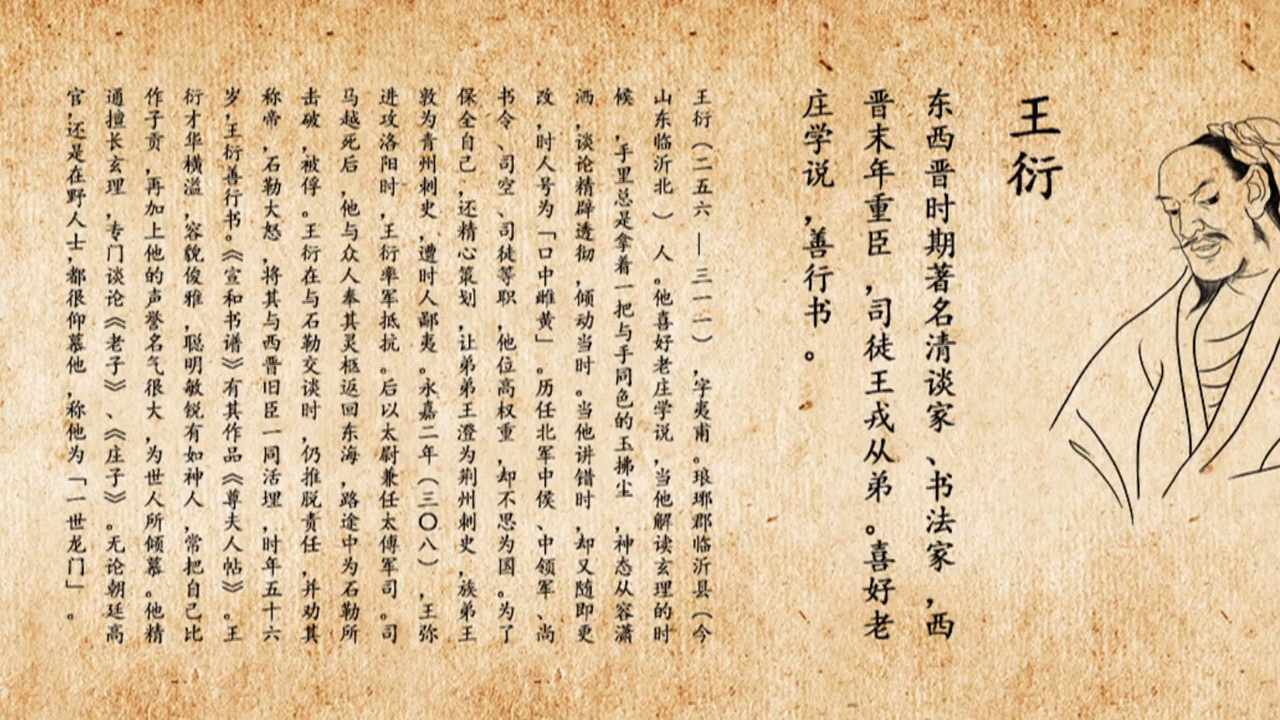 王衍
东西晋时期著名清谈家、书法家，西
晋末年重臣，司徒王戎从弟。喜好老
庄学说，善行书。
王衍（二五六—三一一），字夷甫。琅琊郡临沂县（今
山东临沂北）人。他喜好老庄学说，当他解读玄理的时
候，手里总是拿着一把与手同色的玉拂尘，神态从容潇
洒，谈论精辟透彻，倾动当时。当他讲错时，却又随即更
改，时人号为「口中雌黄」。历任北军中侯、中领军、尚
书令、司空、司徒等职，他位高权重，却不思为国。为了
保全自己，还精心策划，让弟弟王澄为荆州刺史，族弟王
敦为青州刺史，遭时人鄙夷。永嘉二年（三〇八），王弥
进攻洛阳时，王衍率军抵抗。后以太尉兼任太傅军司。司
马越死后，他与众人奉其灵柩返回东海，路途中为石勒所
击破，被俘。王衍在与石勒交谈时，仍推脱责任，并劝其
称帝，石勒大怒，将其与西晋旧臣一同活埋，时年五十六
岁，王衍善行书。《宣和书谱》有其作品《尊夫人帖》。王
衍才华横溢，容貌俊雅，聪明敏锐有如神人，常把自己比
作子贡，再加上他的声誉名气很大，为世人所倾慕。他精
通擅长玄理，专门谈论《老子》、《庄子》。无论朝廷高
官，还是在野人士，都很仰慕他，称他为「一世龙门」。